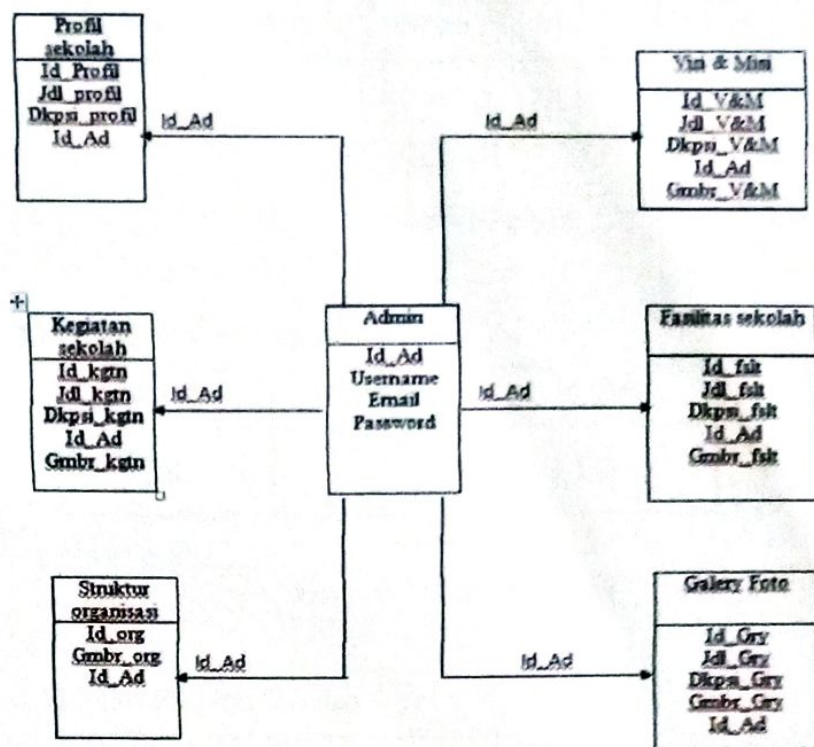 Profil
sekolah
Id_Profil
Jdl_profil
Dkpsi_profil
Id_Ad
Id_Ad
Id_Ad
Visi & Misi
Id_V&M
Jdl_V&M
Dkpsi_V&M
Id_Ad
Gmbr_V&M
Kegiatan
sekolah
Id_kgtn
Jdl_kgtn
Dkpsi_kgtn
Id_Ad
Gmbr_kgtn
Id_Ad
Admin
Id_Ad
Username
Email
Password
Id_Ad
Fasilitas sekolah
Id_fslt
Jdl_fslt
Dkpsi_fslt
Id_Ad
Gmbr_fslt
Struktur
organisasi
Id_org
Gmbr_org
Id_Ad
Id_Ad
Id_Ad
Galery Foto
Id_Gry
Jdl_Gry
Dkpsi_Gry
Gmbr_Gry
Id_Ad